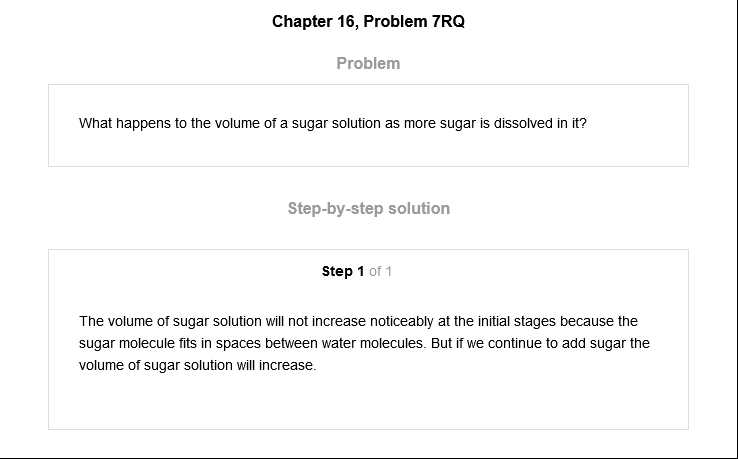 Chapter 16, Problem 7RQ
Problem
What happens to the volume of a sugar solution as more sugar is dissolved in it?
Step-by-step solution
Step 1 of 1
The volume of sugar solution will not increase noticeably at the initial stages because the
sugar molecule fits in spaces between water molecules. But if we continue to add sugar the
volume of sugar solution will increase.